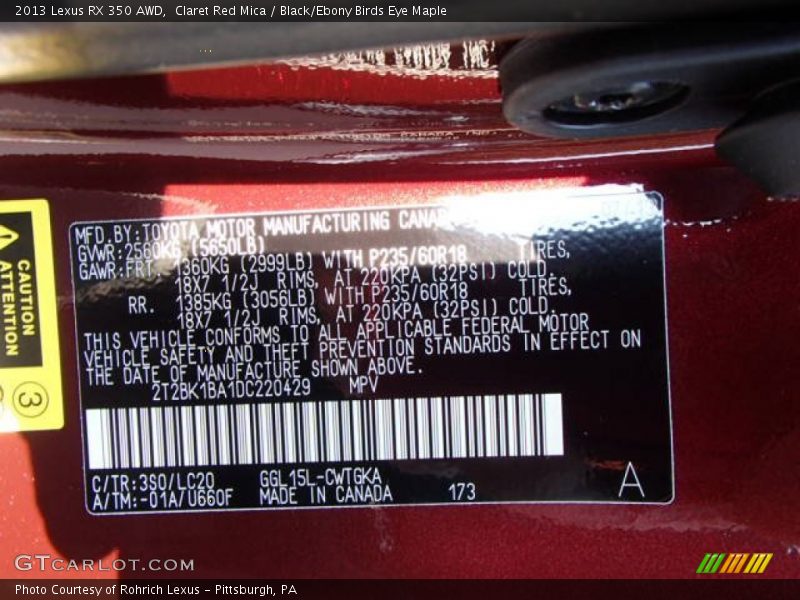 2013 Lexus RX 350 AWD,  Claret Red Mica / Black/Ebony Birds Eye Maple
MFD. BY: TOYOTA MOTOR MANUFACTURING
GVWR: 2560KG (5650LB)
GAWR: FRT. 1360KG (2999LB) WITH P235/60R18 TIRES,
18X7 1/2J RIMS, AT 220KPA (32PSI) COLD.
RR. 1385KG (3056LB) WITH P235/60R18 TIRES,
18X7 1/2J RIMS, AT 220KPA (32PSI) COLD.
THIS VEHICLE CONFORMS TO ALL APPLICABLE FEDERAL MOTOR
VEHICLE SAFETY AND THEFT PREVENTION STANDARDS IN EFFECT ON
THE DATE OF MANUFACTURE SHOWN ABOVE.
2T2BK1BA1DC220429 MPV
C/TR: 3S0/LC20 GGL15L-CWTGKA
A/TM: -01A/U660F MADE IN CANADA 173 A
CAUTION
ATTENTION
3
GTCARLOT.COM
Photo Courtesy of Rohrich Lexus - Pittsburgh, PA